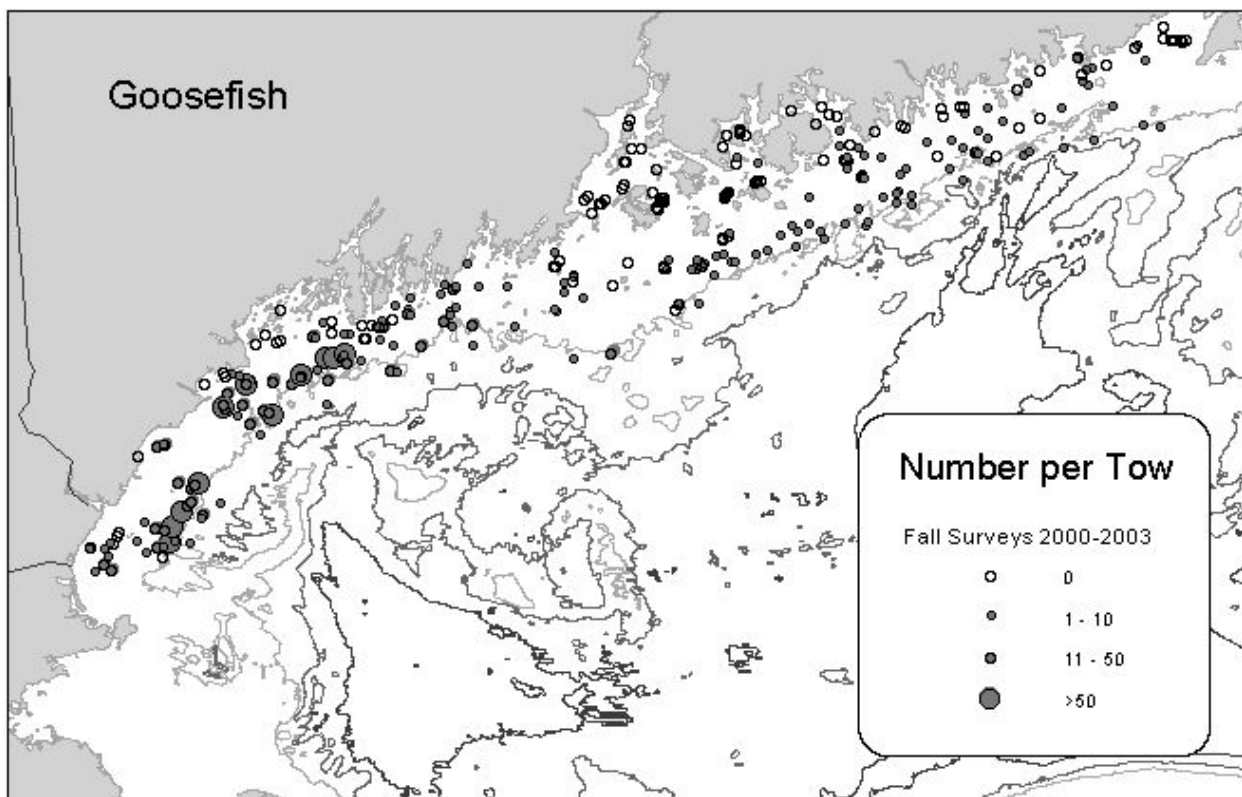 Goosefish
Number per Tow
Fall Surveys 2000-2003
0
1 - 10
11 - 50
>50